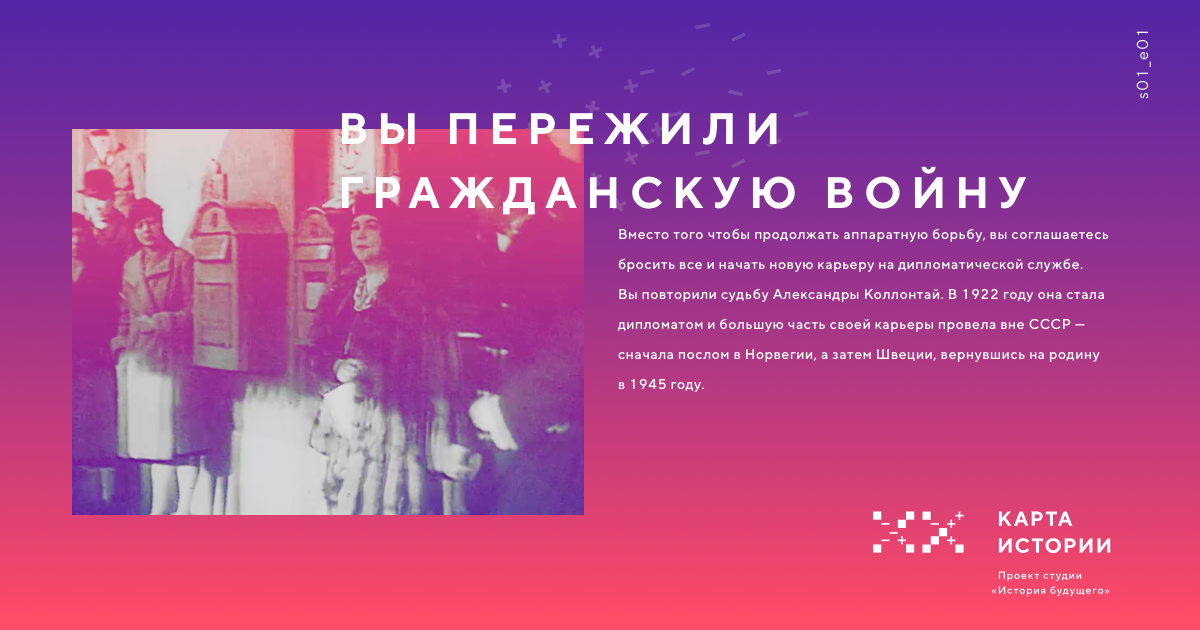 s01_e01
ВЫ ПЕРЕЖИЛИ
ГРАЖДАНСКУЮ ВОЙНУ
Вместо того чтобы продолжать аппаратную борьбу, вы соглашаетесь
бросить все и начать новую карьеру на дипломатической службе.
Вы повторили судьбу Александры Коллонтай. В 1922 году она стала
дипломатом и большую часть своей карьеры провела вне СССР —
сначала послом в Норвегии, а затем Швеции, вернувшись на родину
в 1945 году.
КАРТА
ИСТОРИИ
Проект студии
«История будущего»